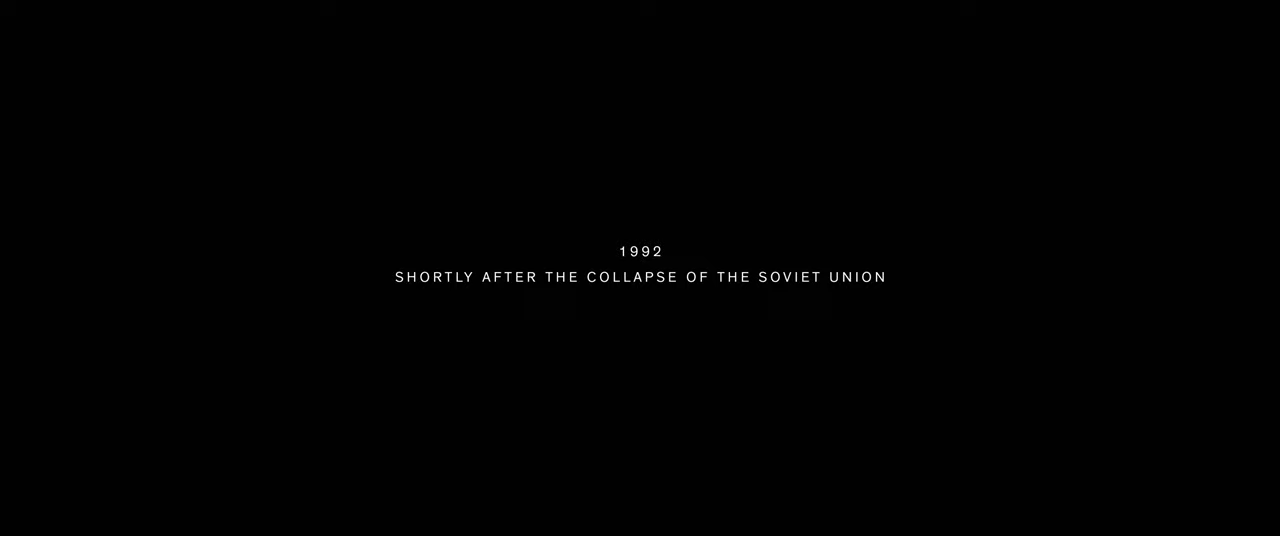 1992
SHORTLY AFTER THE COLLAPSE OF THE SOVIET UNION